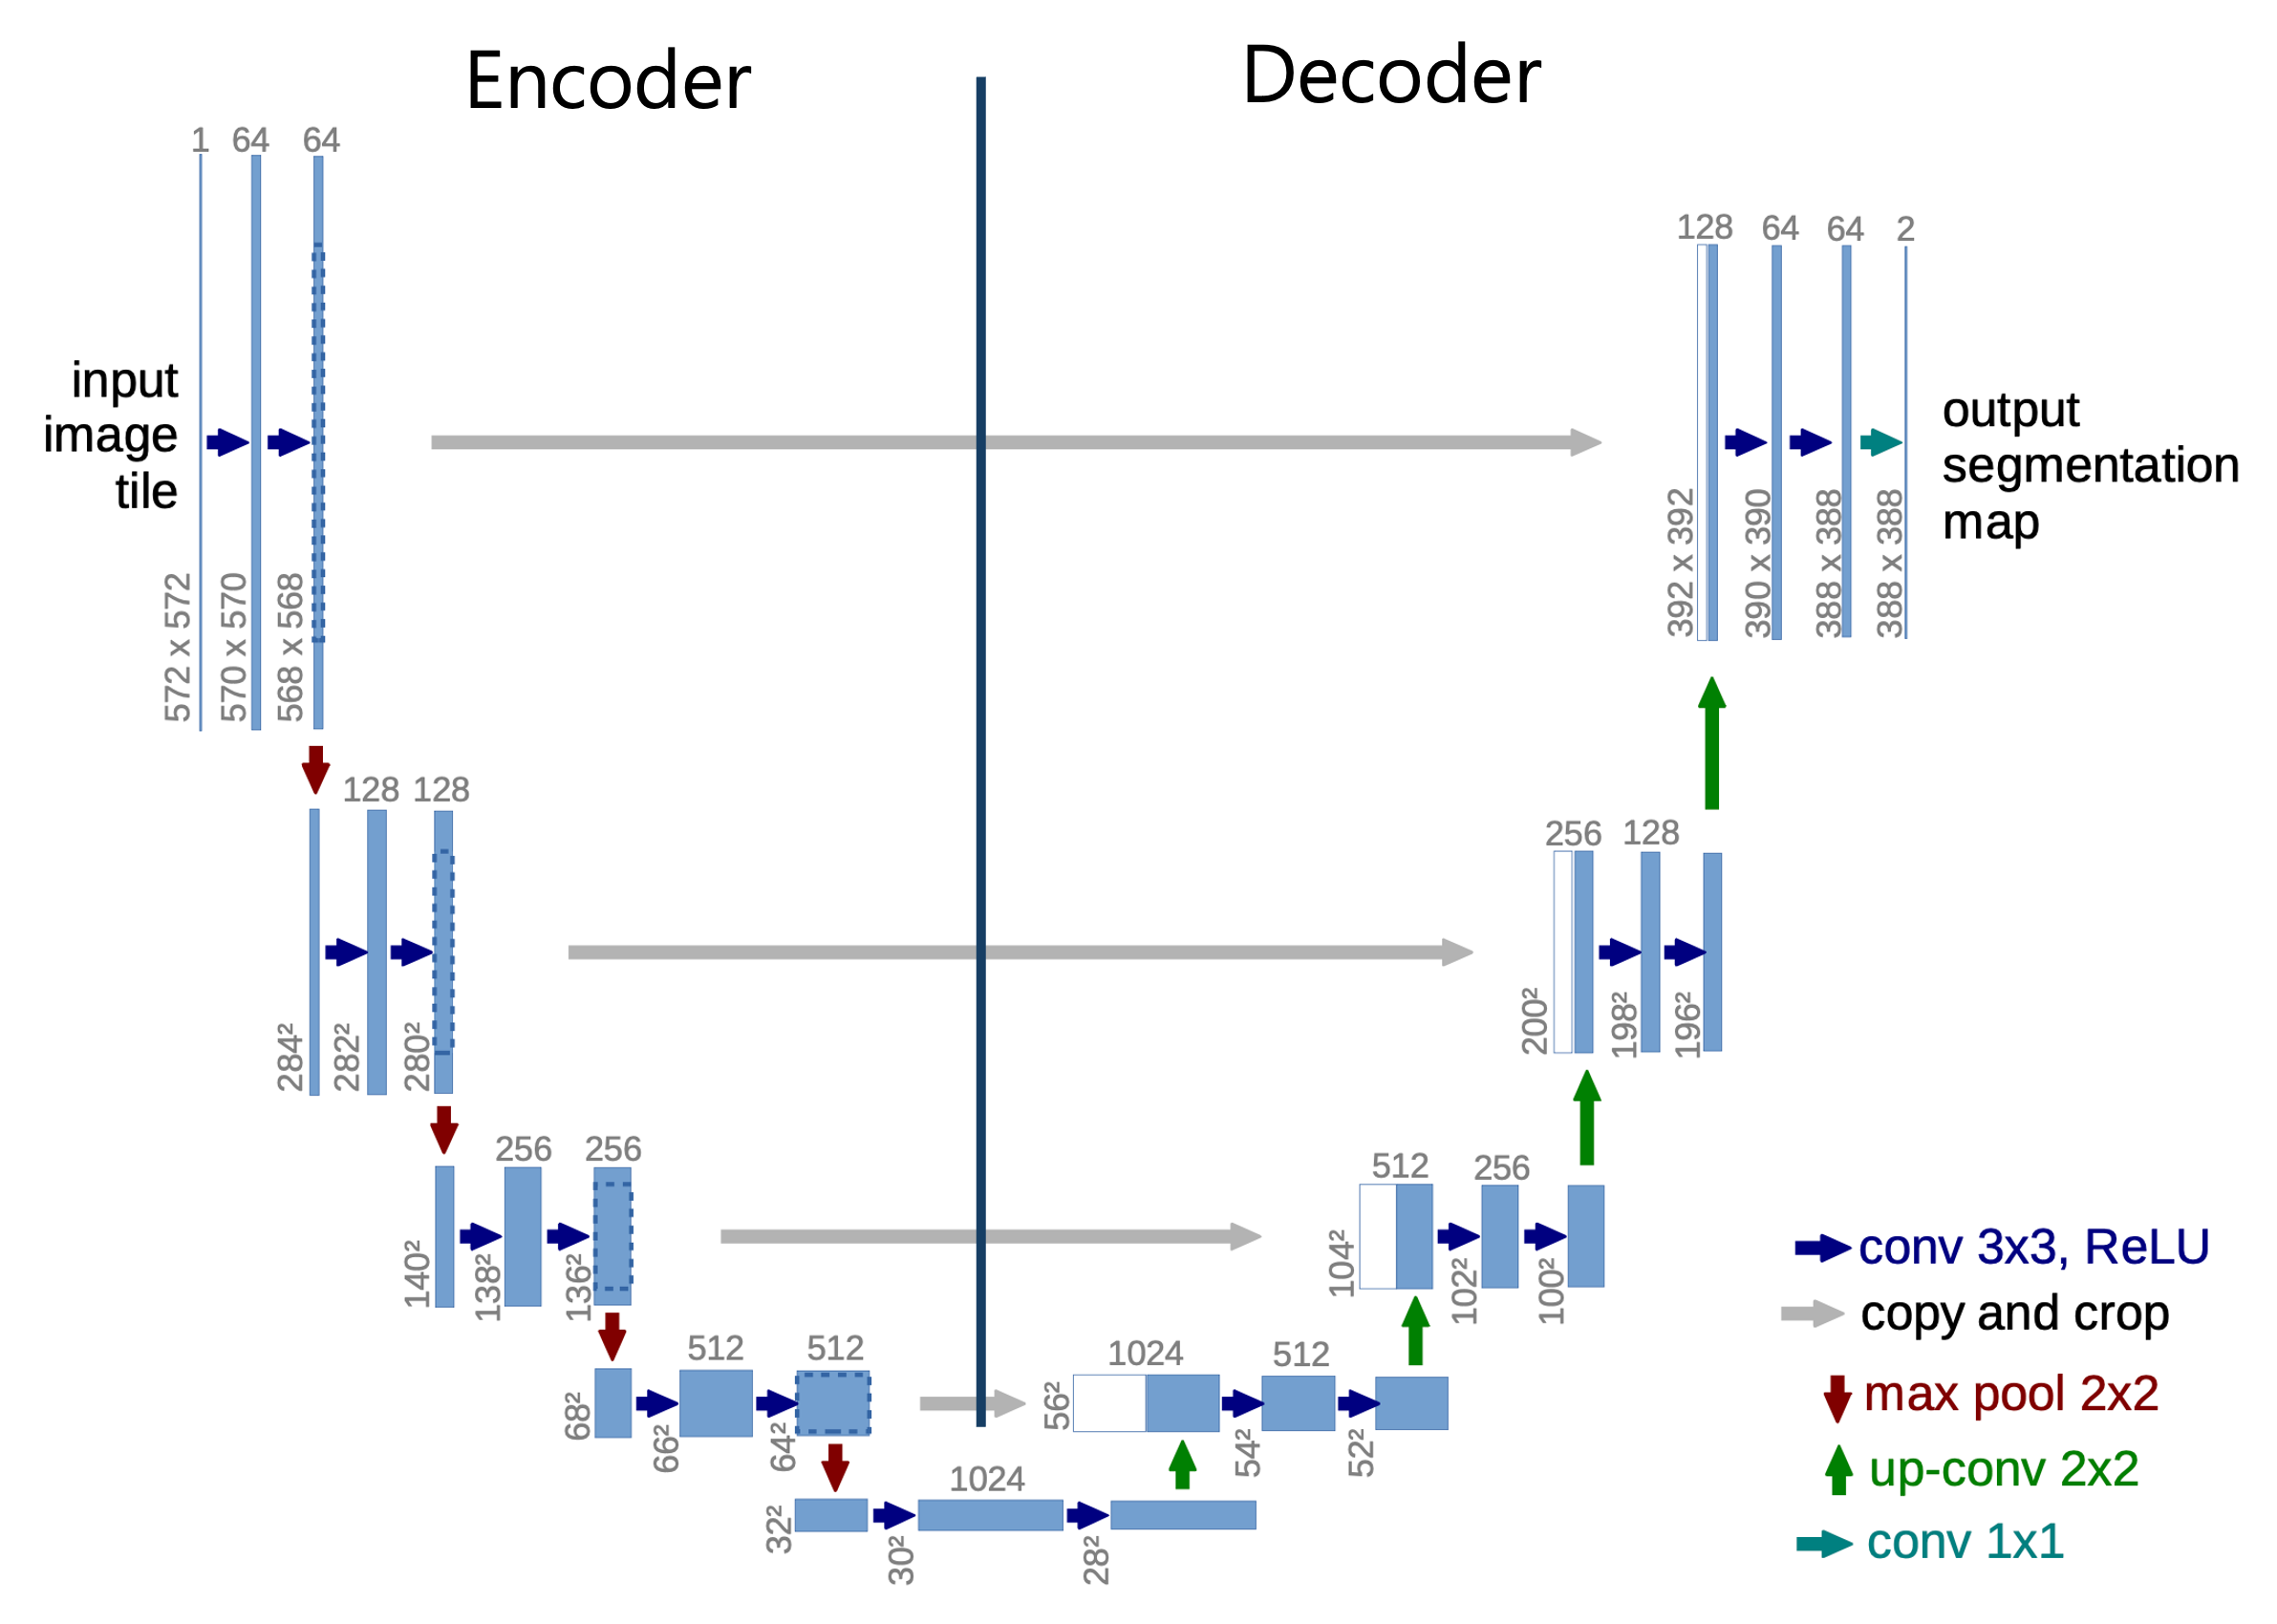 Encoder
Decoder
1 64 64
128 64 64 2
input
image
tile
572 x 572
570 x 570
568 x 568
output
segmentation
map
392 x 392
390 x 390
388 x 388
388 x 388
128 128
256 128
284²
282²
280²
200²
198²
196²
256 256
512 256
140²
138²
136²
104²
102²
100²
512 512
1024 512
68²
66²
64²
56²
54²
52²
1024
32²
30²
28²
conv 3x3, ReLU
copy and crop
max pool 2x2
up-conv 2x2
conv 1x1